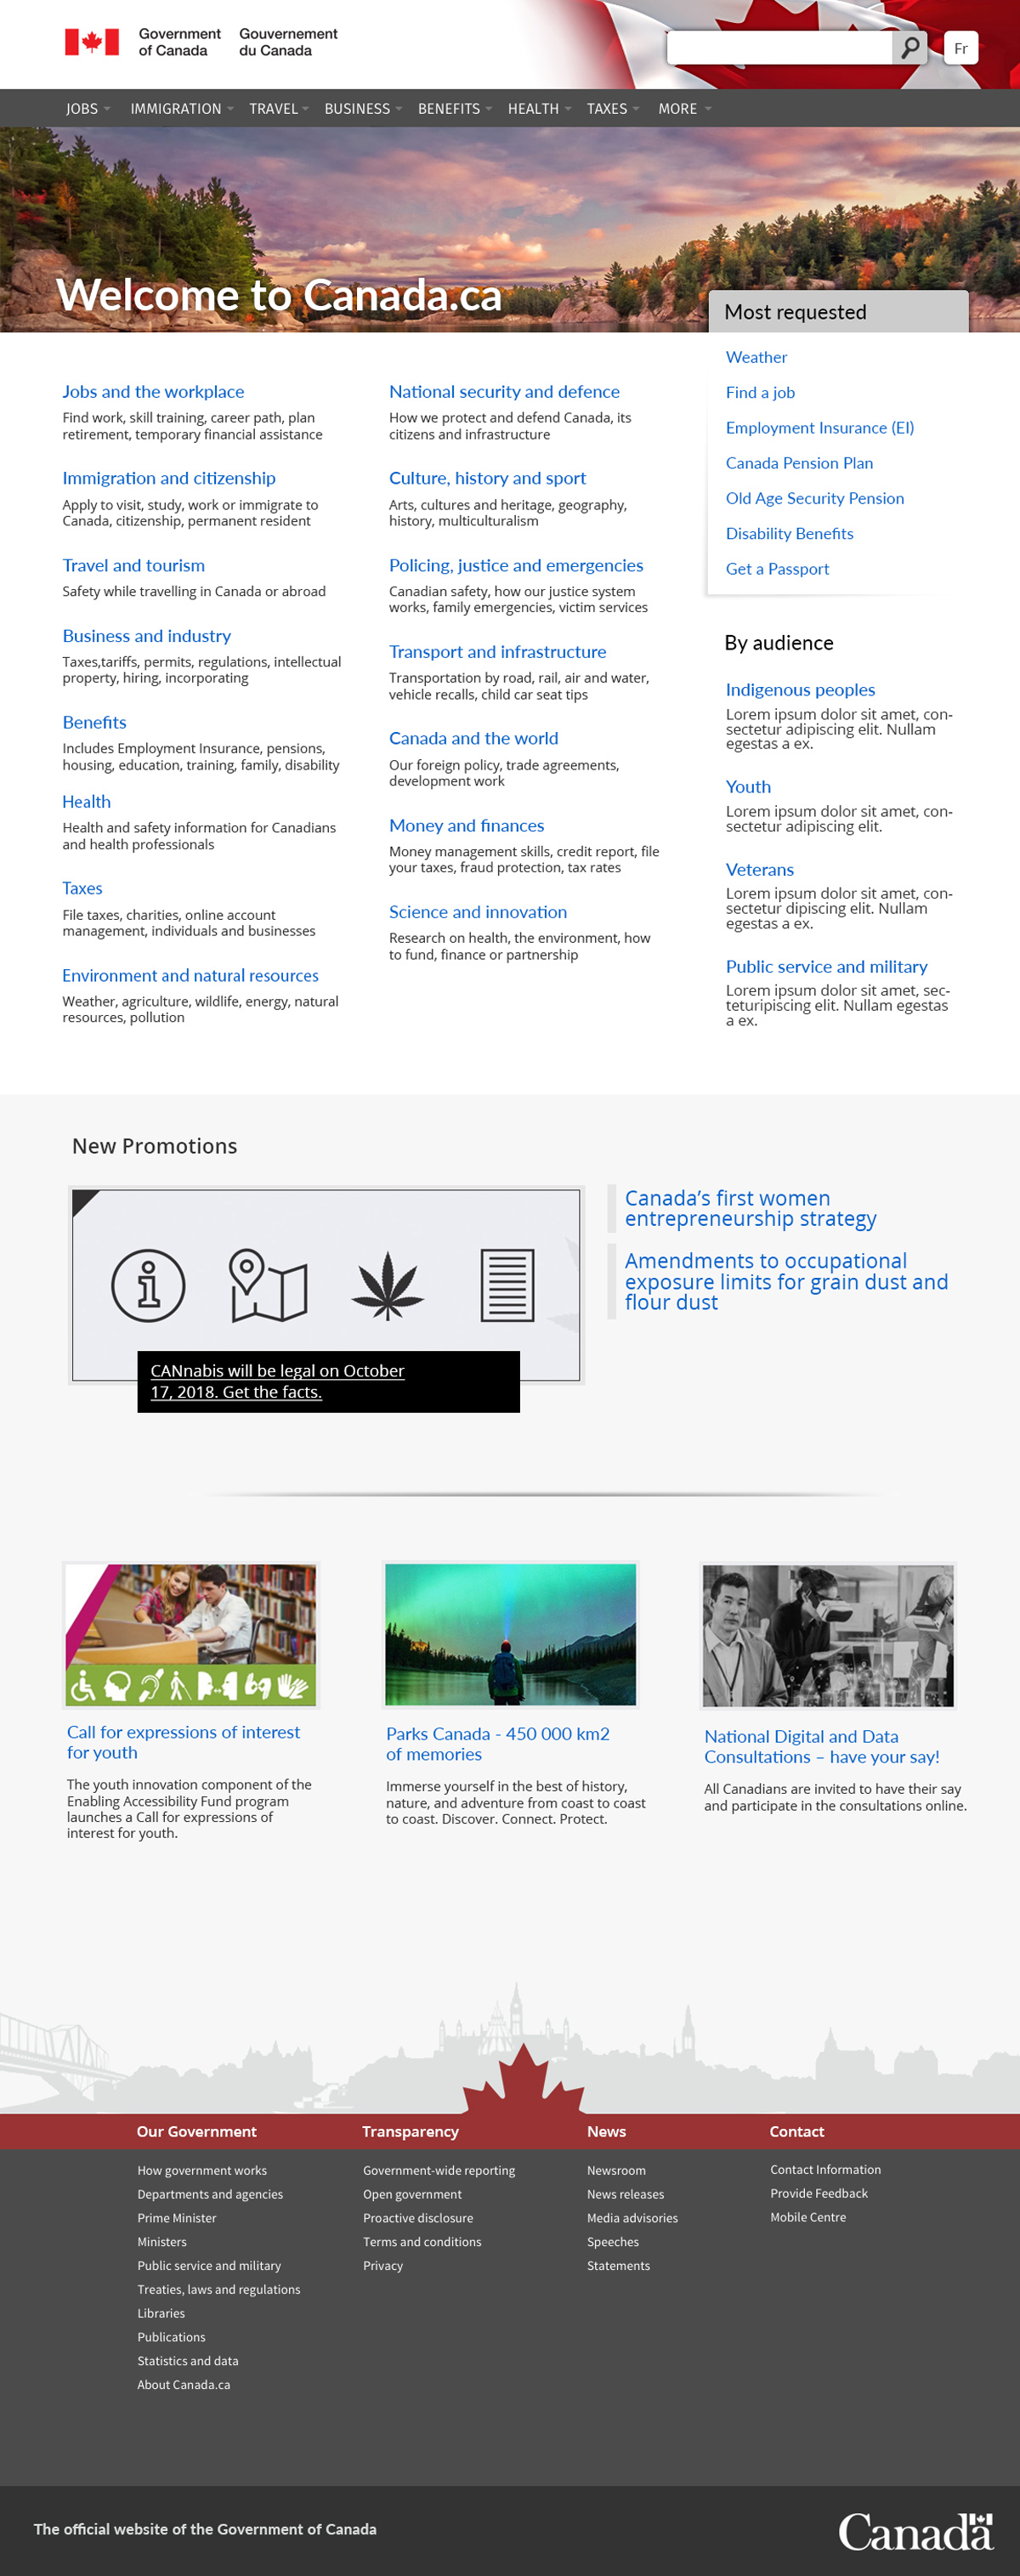 Government
of Canada
Gouvernement
du Canada
Fr
JOBS IMMIGRATION TRAVEL BUSINESS BENEFITS HEALTH TAXES MORE
Welcome to Canada.ca
Most requested
Weather
Find a job
Employment Insurance (EI)
Canada Pension Plan
Old Age Security Pension
Disability Benefits
Get a Passport
Jobs and the workplace
Find work, skill training, career path, plan
retirement, temporary financial assistance
Immigration and citizenship
Apply to visit, study, work or immigrate to
Canada, citizenship, permanent resident
Travel and tourism
Safety while travelling in Canada or abroad
Business and industry
Taxes,tariffs, permits, regulations, intellectual
property, hiring, incorporating
Benefits
Includes Employment Insurance, pensions,
housing, education, training, family, disability
Health
Health and safety information for Canadians
and health professionals
Taxes
File taxes, charities, online account
management, individuals and businesses
Environment and natural resources
Weather, agriculture, wildlife, energy, natural
resources, pollution
National security and defence
How we protect and defend Canada, its
citizens and infrastructure
Culture, history and sport
Arts, cultures and heritage, geography,
history, multiculturalism
Policing, justice and emergencies
Canadian safety, how our justice system
works, family emergencies, victim services
Transport and infrastructure
Transportation by road, rail, air and water,
vehicle recalls, child car seat tips
Canada and the world
Our foreign policy, trade agreements,
development work
Money and finances
Money management skills, credit report, file
your taxes, fraud protection, tax rates
Science and innovation
Research on health, the environment, how
to fund, finance or partnership
By audience
Indigenous peoples
Lorem ipsum dolor sit amet, con-
sectetur adipiscing elit. Nullam
egestas a ex.
Youth
Lorem ipsum dolor sit amet, con-
sectetur adipiscing elit.
Veterans
Lorem ipsum dolor sit amet, con-
sectetur dipiscing elit. Nullam
egestas a ex.
Public service and military
Lorem ipsum dolor sit amet, sec-
teturipiscing elit. Nullam egestas
a ex.
New Promotions
CANnabis will be legal on October
17, 2018. Get the facts.
Canada’s first women
entrepreneurship strategy
Amendments to occupational
exposure limits for grain dust and
flour dust
Call for expressions of interest
for youth
The youth innovation component of the
Enabling Accessibility Fund program
launches a Call for expressions of
interest for youth.
Parks Canada - 450 000 km2
of memories
Immerse yourself in the best of history,
nature, and adventure from coast to coast
to coast. Discover. Connect. Protect.
National Digital and Data
Consultations – have your say!
All Canadians are invited to have their say
and participate in the consultations online.
Our Government
How government works
Departments and agencies
Prime Minister
Ministers
Public service and military
Treaties, laws and regulations
Libraries
Publications
Statistics and data
About Canada.ca
Transparency
Government-wide reporting
Open government
Proactive disclosure
Terms and conditions
Privacy
News
Newsroom
News releases
Media advisories
Speeches
Statements
Contact
Contact Information
Provide Feedback
Mobile Centre
The official website of the Government of Canada
Canada